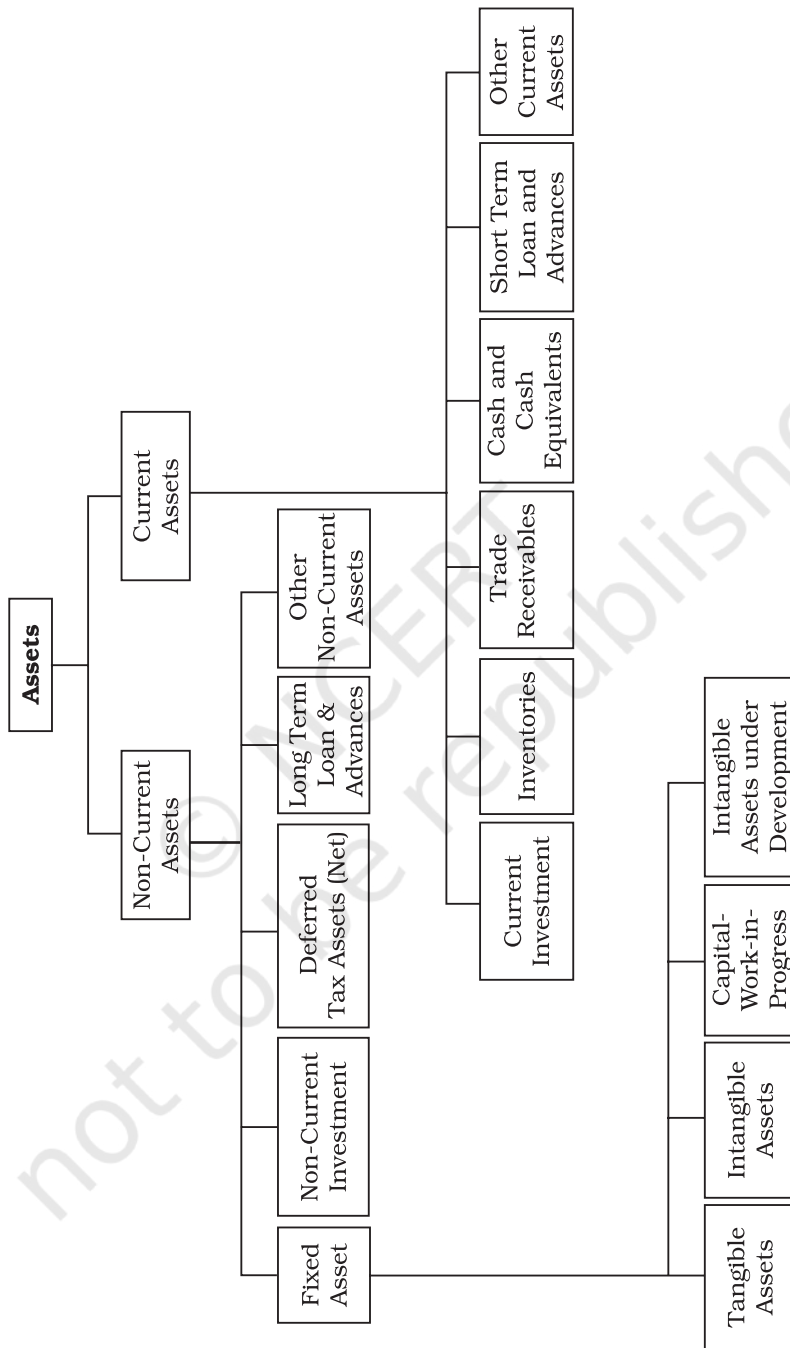 Assets
Non-Current
Assets
Current
Assets
Fixed
Asset
Non-Current
Investment
Deferred
Tax Assets (Net)
Long Term
Loan &
Advances
Other
Non-Current
Assets
Current
Investment
Inventories
Trade
Receivables
Cash and
Cash
Equivalents
Short Term
Loan and
Advances
Other
Current
Assets
Tangible
Assets
Intangible
Assets
Capital-
Work-in-
Progress
Intangible
Assets under
Development
© NCERT
not to be republishe